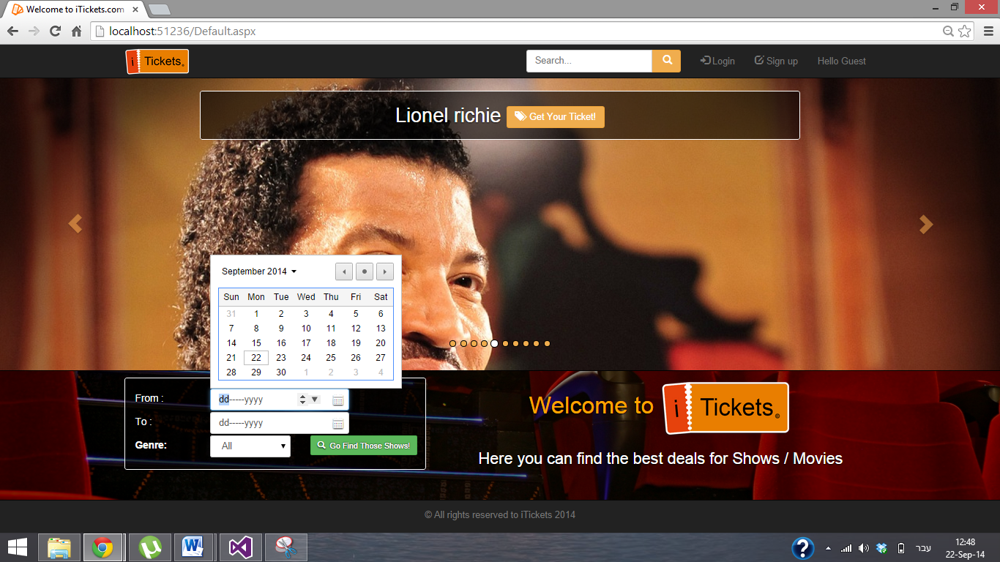 Welcome to iTickets.com
localhost:51236/Default.aspx
i Tickets©
Search...
Login
Sign up
Hello Guest
Lionel richie Get Your Ticket!
September 2014
Sun Mon Tue Wed Thu Fri Sat
31 1 2 3 4 5 6
7 8 9 10 11 12 13
14 15 16 17 18 19 20
21 22 23 24 25 26 27
28 29 30 1 2 3 4
From : dd-----yyyy
To : dd-----yyyy
Genre: All Go Find Those Shows!
Welcome to i Tickets©
Here you can find the best deals for Shows / Movies
© All rights reserved to iTickets 2014
µ W ? עבר 12:48
22-Sep-14